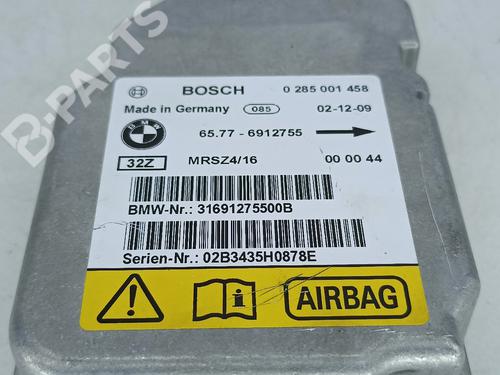 B-PARTS
BOSCH 0 285 001 458
Made in Germany 085 02-12-09
BMW 65.77 - 6912755
32Z MRSZ4/16 00 00 44
BMW-Nr.: 31691275500B
Serien-Nr.: 02B3435H0878E
AIRBAG